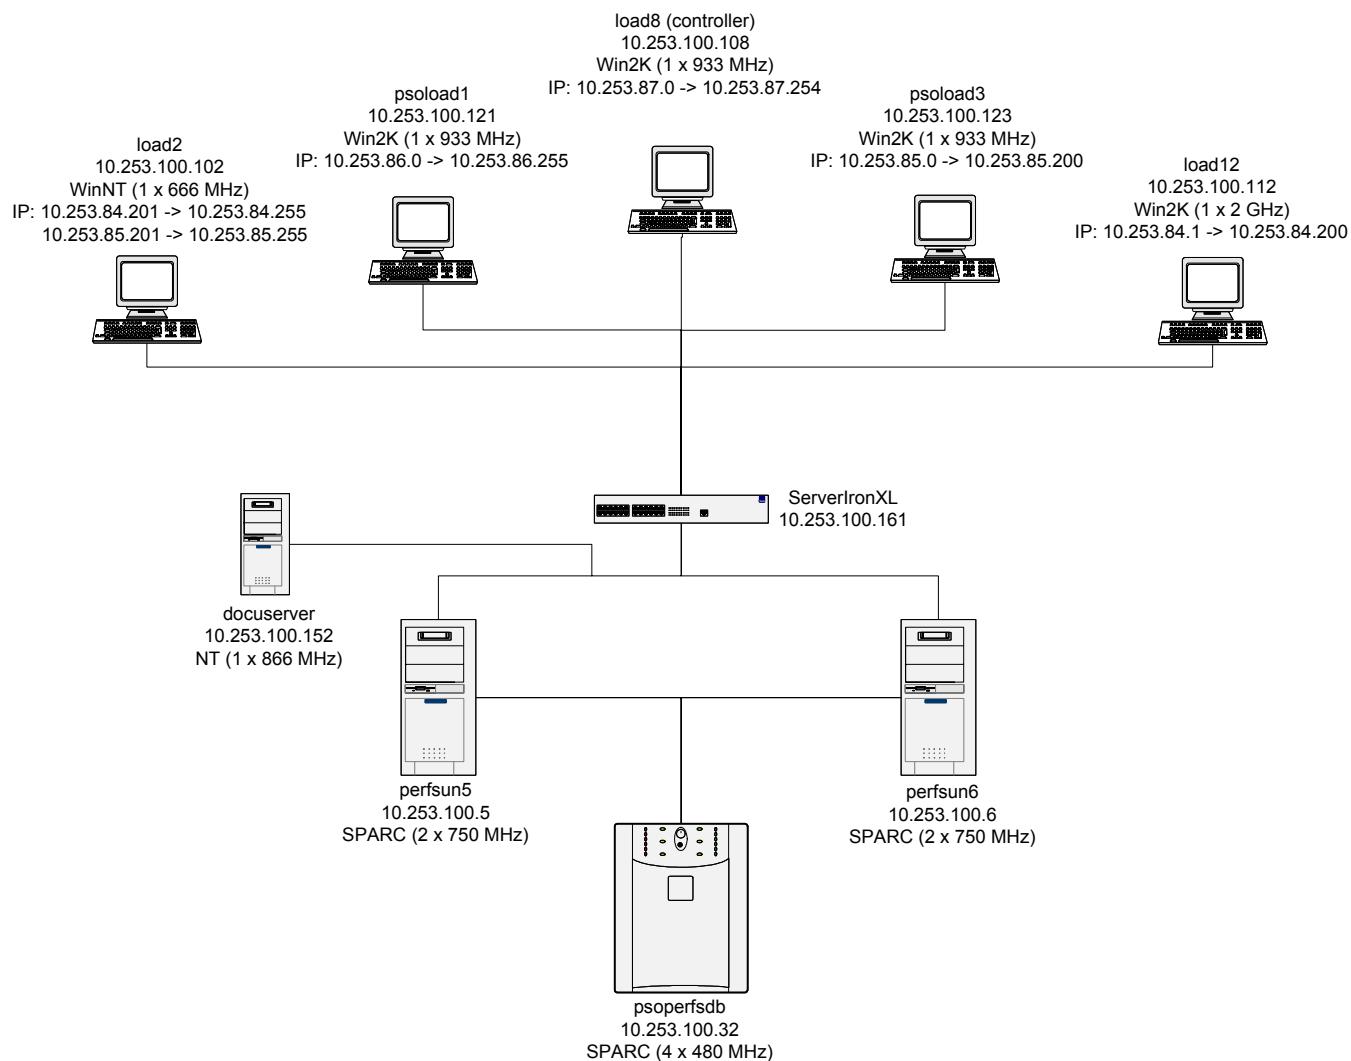 load8 (controller)
10.253.100.108
Win2K (1 x 933 MHz)
IP: 10.253.87.0 -> 10.253.87.254
psoload1
10.253.100.121
Win2K (1 x 933 MHz)
IP: 10.253.86.0 -> 10.253.86.255
psoload3
10.253.100.123
Win2K (1 x 933 MHz)
IP: 10.253.85.0 -> 10.253.85.200
load2
10.253.100.102
WinNT (1 x 666 MHz)
IP: 10.253.84.201 -> 10.253.84.255
10.253.85.201 -> 10.253.85.255
load12
10.253.100.112
Win2K (1 x 2 GHz)
IP: 10.253.84.1 -> 10.253.84.200
ServerIronXL
10.253.100.161
docuserver
10.253.100.152
NT (1 x 866 MHz)
perfsun5
10.253.100.5
SPARC (2 x 750 MHz)
perfsun6
10.253.100.6
SPARC (2 x 750 MHz)
psoperfsdb
10.253.100.32
SPARC (4 x 480 MHz)